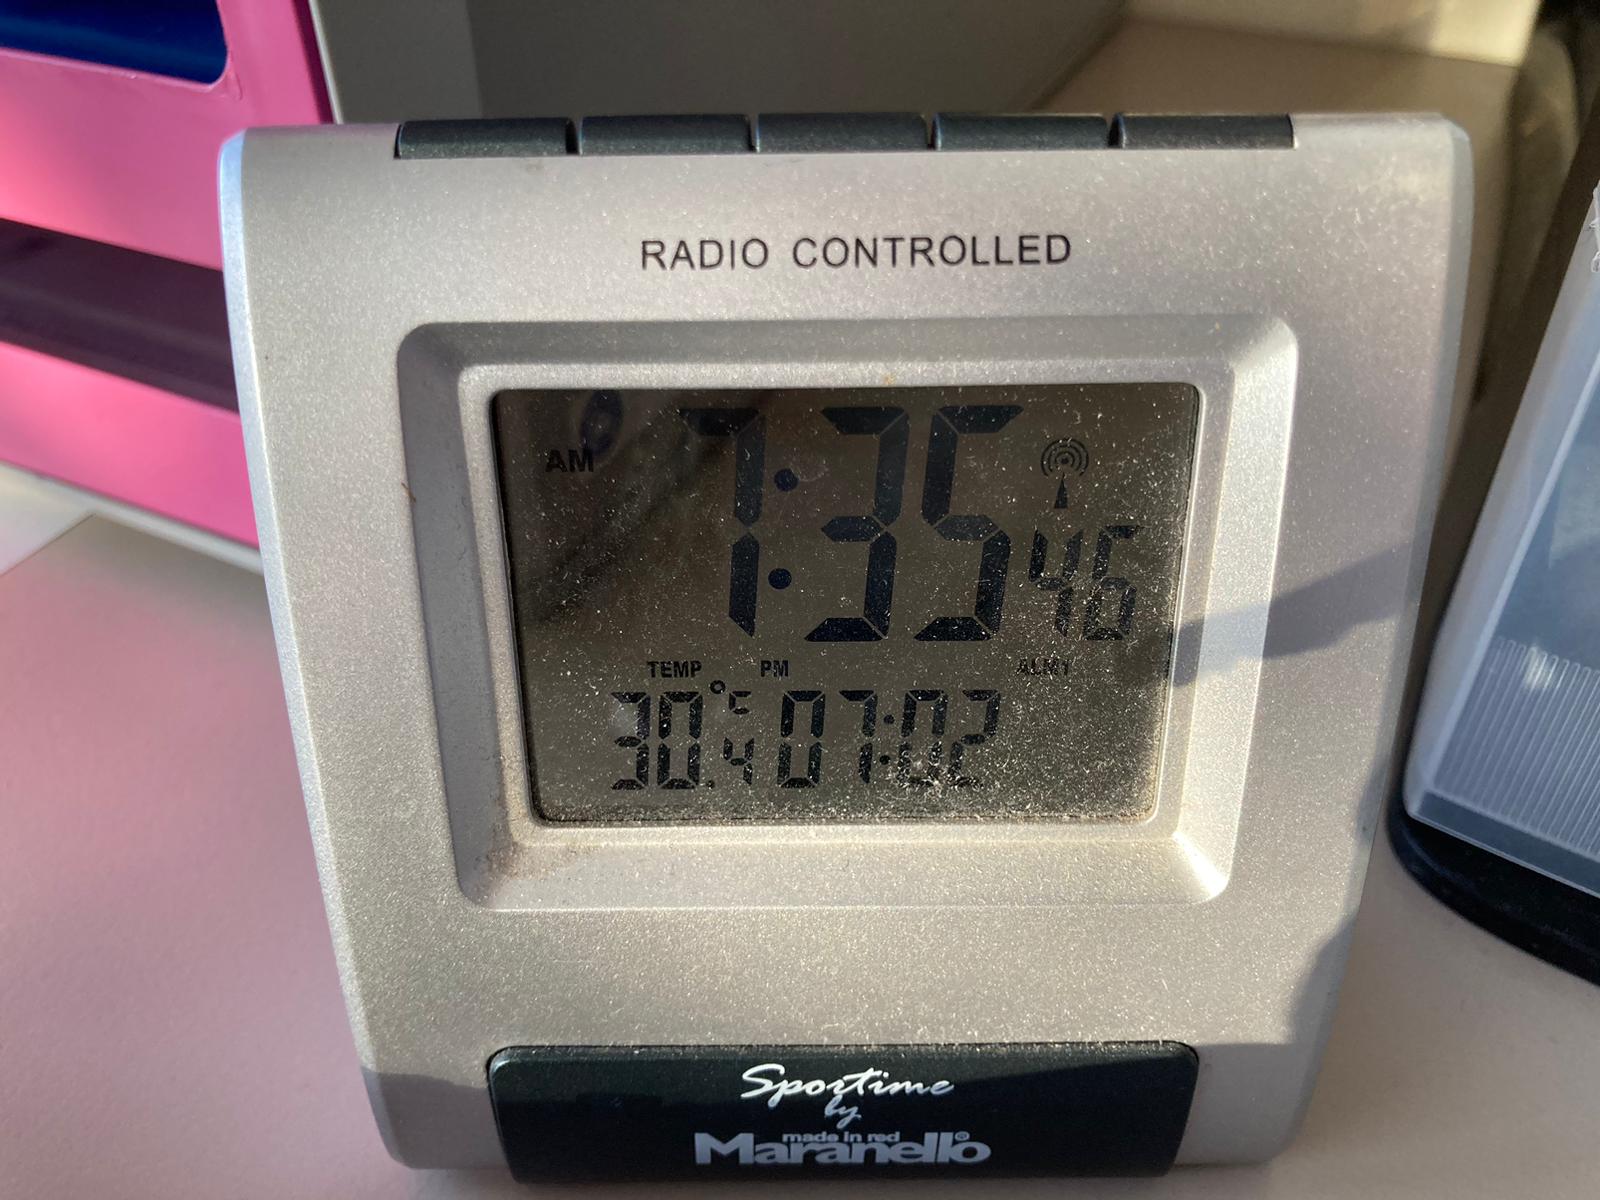 RADIO CONTROLLED
AM 7:35 46
TEMP PM ALM1
30.4°C 07:02
Sportime
by
made in red
Maranello®